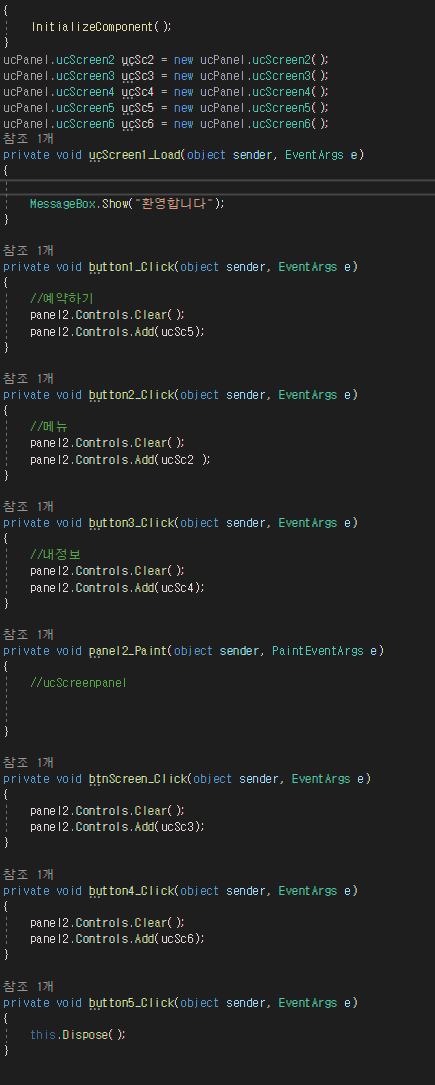 {
InitializeComponent();
}
ucPanel.ucScreen2 ucSc2 = new ucPanel.ucScreen2();
ucPanel.ucScreen3 ucSc3 = new ucPanel.ucScreen3();
ucPanel.ucScreen4 ucSc4 = new ucPanel.ucScreen4();
ucPanel.ucScreen5 ucSc5 = new ucPanel.ucScreen5();
ucPanel.ucScreen6 ucSc6 = new ucPanel.ucScreen6();
참조 1개
private void ucScreen1_Load(object sender, EventArgs e)
{
MessageBox.Show("환영합니다");
}
참조 1개
private void button1_Click(object sender, EventArgs e)
{
//예약하기
panel2.Controls.Clear();
panel2.Controls.Add(ucSc5);
}
참조 1개
private void button2_Click(object sender, EventArgs e)
{
//메뉴
panel2.Controls.Clear();
panel2.Controls.Add(ucSc2 );
}
참조 1개
private void button3_Click(object sender, EventArgs e)
{
//내정보
panel2.Controls.Clear();
panel2.Controls.Add(ucSc4);
}
참조 1개
private void panel2_Paint(object sender, PaintEventArgs e)
{
//ucScreenpanel
}
참조 1개
private void btnScreen_Click(object sender, EventArgs e)
{
panel2.Controls.Clear();
panel2.Controls.Add(ucSc3);
}
참조 1개
private void button4_Click(object sender, EventArgs e)
{
panel2.Controls.Clear();
panel2.Controls.Add(ucSc6);
}
참조 1개
private void button5_Click(object sender, EventArgs e)
{
this.Dispose();
}